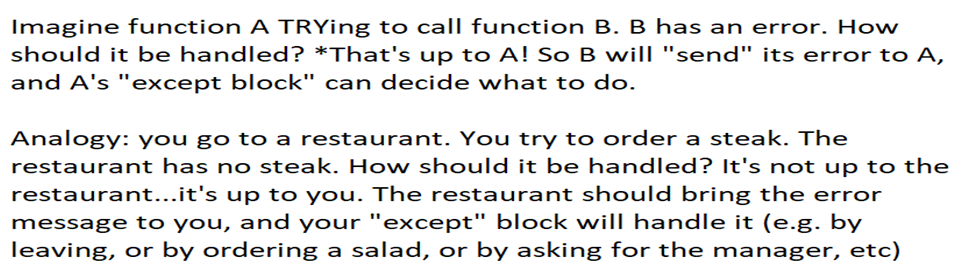 Imagine function A TRYing to call function B. B has an error. How
should it be handled? *That's up to A! So B will "send" its error to A,
and A's "except block" can decide what to do.
Analogy: you go to a restaurant. You try to order a steak. The
restaurant has no steak. How should it be handled? It's not up to the
restaurant...it's up to you. The restaurant should bring the error
message to you, and your "except" block will handle it (e.g. by
leaving, or by ordering a salad, or by asking for the manager, etc)